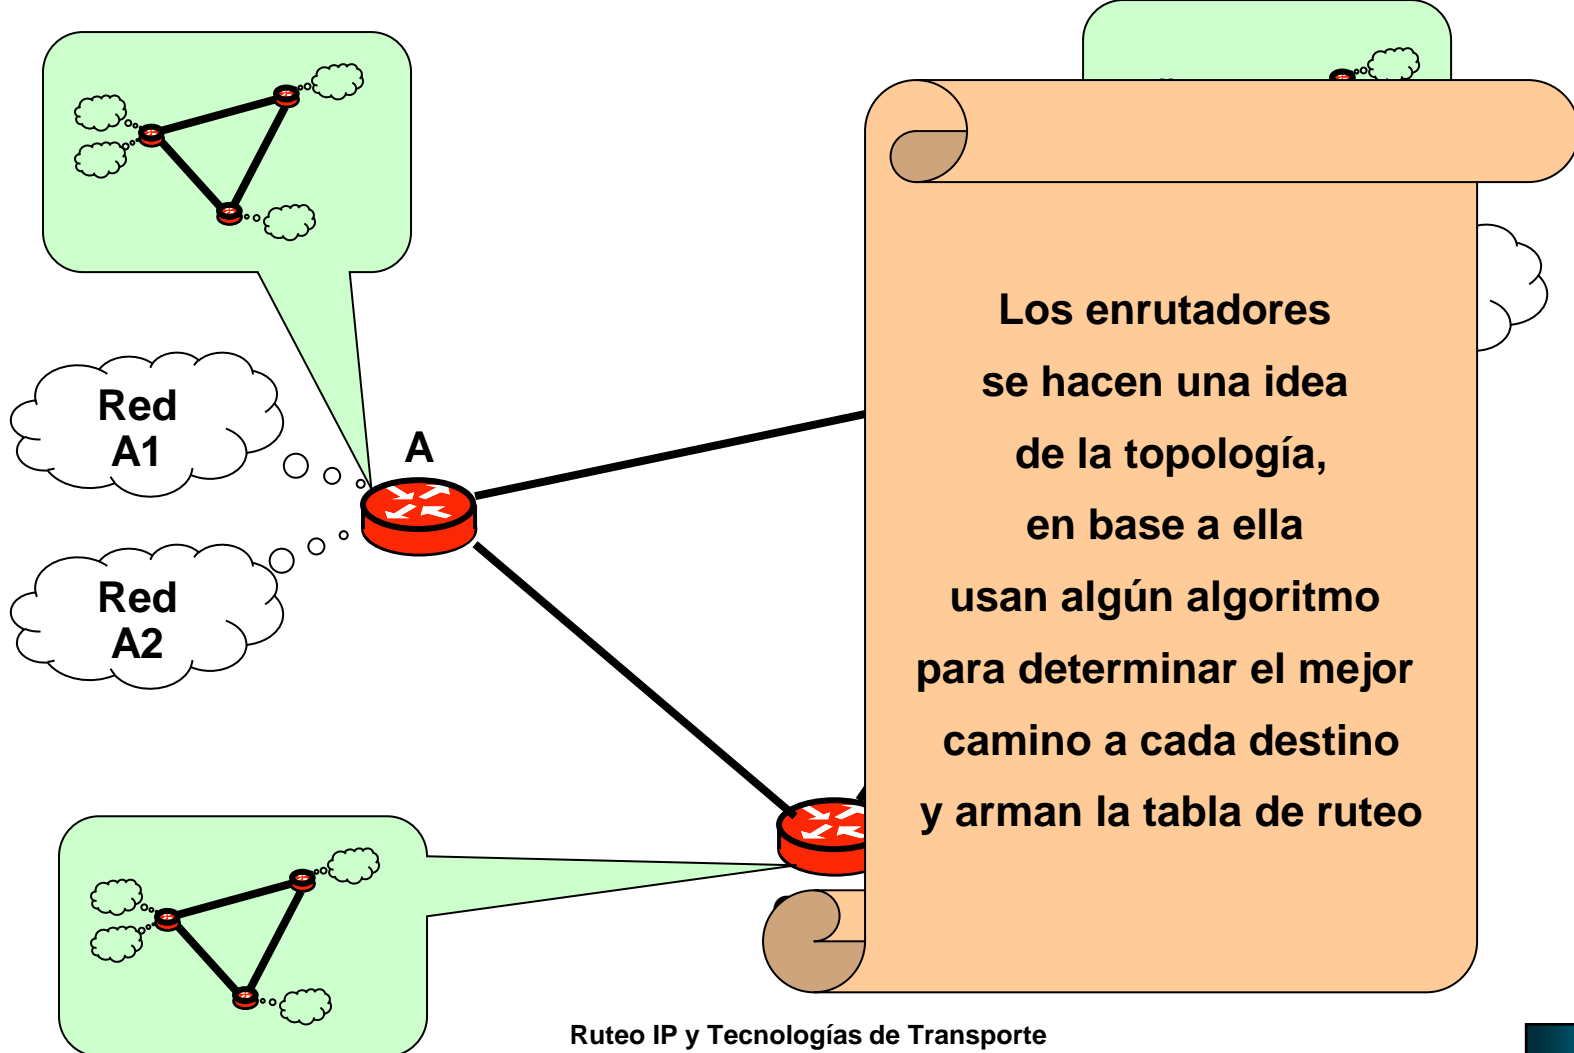 Red
A1
A
Red
A2
Los enrutadores
se hacen una idea
de la topología,
en base a ella
usan algún algoritmo
para determinar el mejor
camino a cada destino
y arman la tabla de ruteo
Ruteo IP y Tecnologías de Transporte